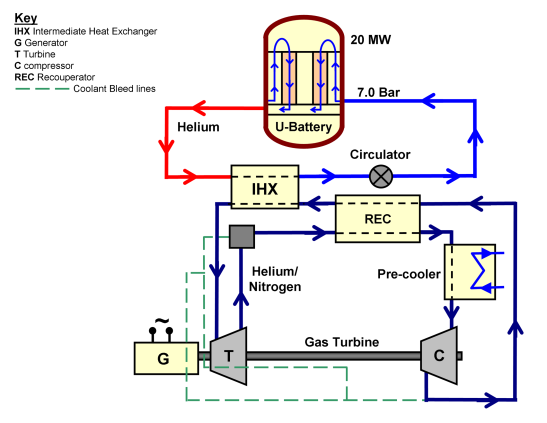 Key
IHX Intermediate Heat Exchanger
G Generator
T Turbine
C compressor
REC Recouperator
Coolant Bleed lines
20 MW
7.0 Bar
U-Battery
Helium
Circulator
IHX
REC
Helium/
Nitrogen
Pre-cooler
~
Gas Turbine
G
T
C